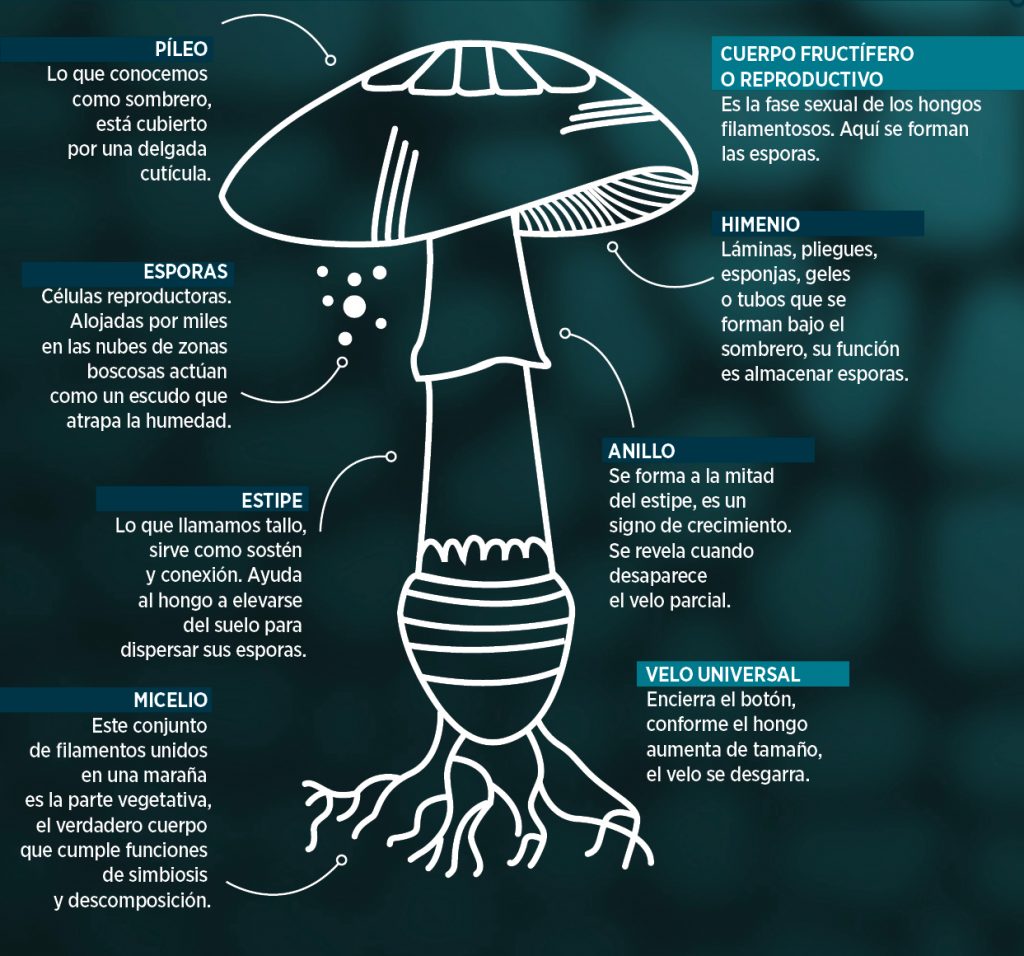 PÍLEO
Lo que conocemos
como sombrero,
está cubierto
por una delgada
cutícula.
CUERPO FRUCTÍFERO
O REPRODUCTIVO
Es la fase sexual de los hongos
filamentosos. Aquí se forman
las esporas.
HIMENIO
Láminas, pliegues,
esponjas, geles
o tubos que se
forman bajo el
sombrero, su función
es almacenar esporas.
ESPORAS
Células reproductoras.
Alojadas por miles
en las nubes de zonas
boscosas actúan
como un escudo que
atrapa la humedad.
ANILLO
Se forma a la mitad
del estipe, es un
signo de crecimiento.
Se revela cuando
desaparece
el velo parcial.
ESTIPE
Lo que llamamos tallo,
sirve como sostén
y conexión. Ayuda
al hongo a elevarse
del suelo para
dispersar sus esporas.
VELO UNIVERSAL
Encierra el botón,
conforme el hongo
aumenta de tamaño,
el velo se desgarra.
MICELIO
Este conjunto
de filamentos unidos
en una maraña
es la parte vegetativa,
el verdadero cuerpo
que cumple funciones
de simbiosis
y descomposición.